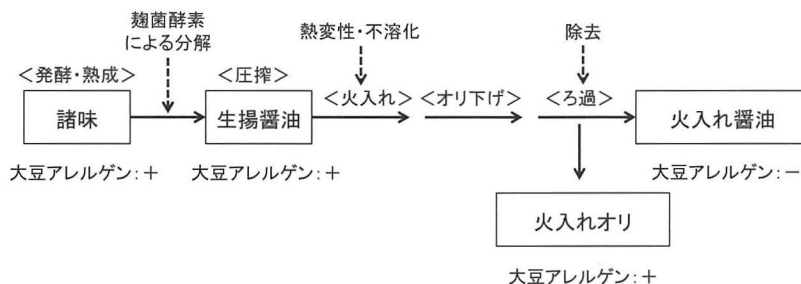 麹菌酵素
による分解
熱変性・不溶化
除去
＜発酵・熟成＞
＜圧搾＞
＜火入れ＞
＜オリ下げ＞
＜ろ過＞
諸味
生揚醤油
火入れ醤油
大豆アレルゲン：＋
大豆アレルゲン：＋
大豆アレルゲン：－
火入れオリ
大豆アレルゲン：＋